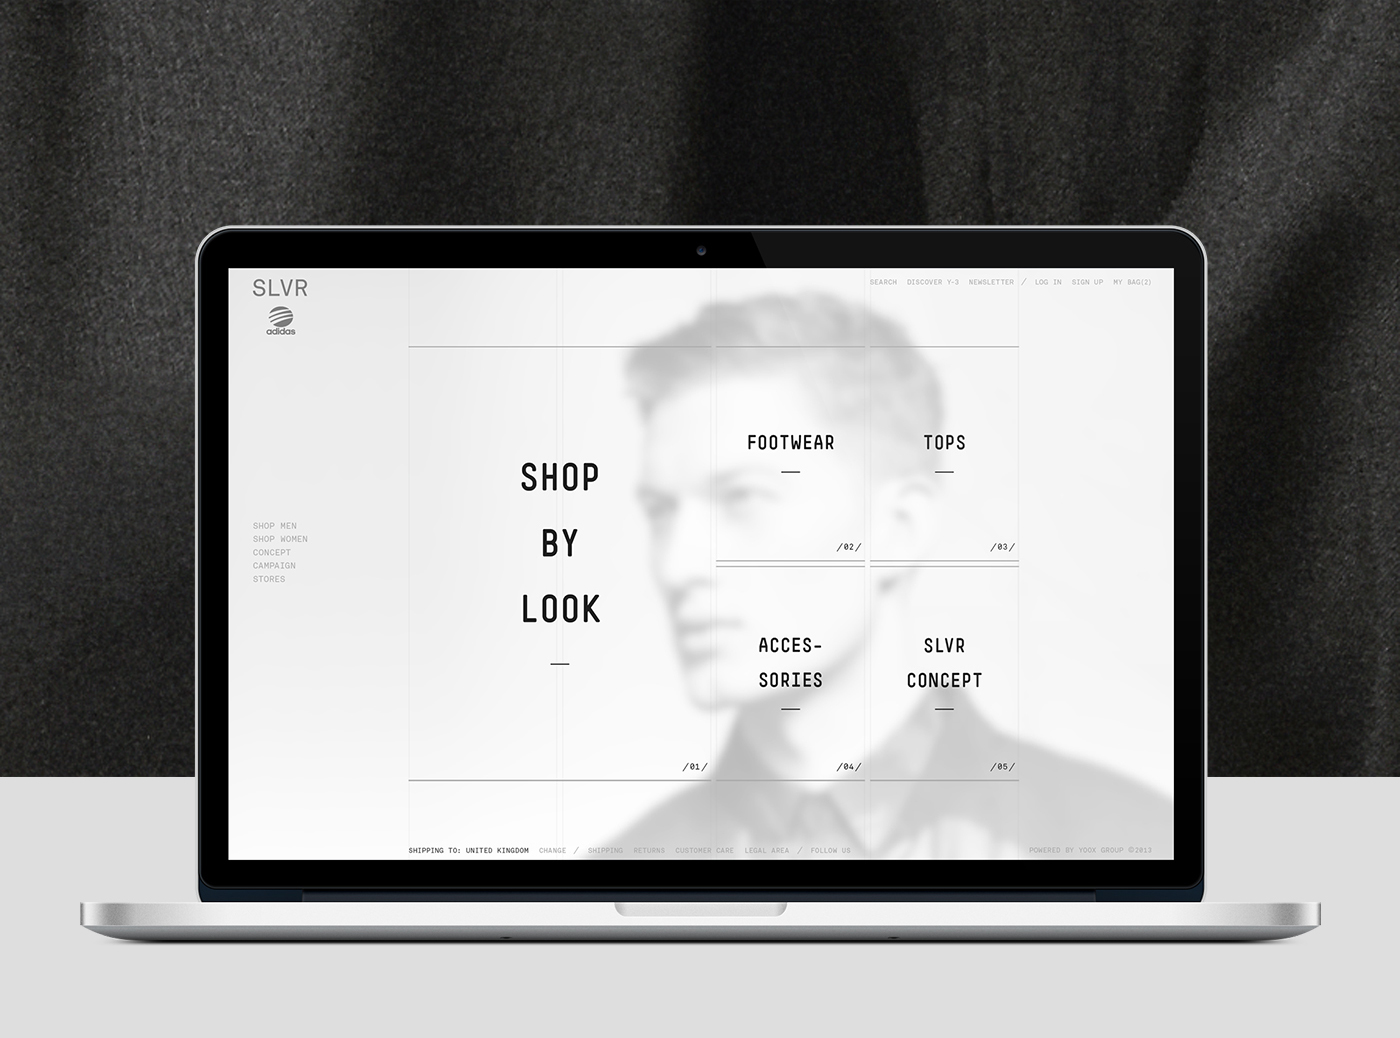 SLVR
adidas
SEARCH DISCOVER Y-3 NEWSLETTER / LOG IN SIGN UP MY BAG(2)
SHOP MEN
SHOP WOMEN
CONCEPT
CAMPAIGN
STORES
SHOP
BY
LOOK
/01/
FOOTWEAR
/02/
TOPS
/03/
ACCES-
SORIES
/04/
SLVR
CONCEPT
/05/
SHIPPING TO: UNITED KINGDOM CHANGE / SHIPPING RETURNS CUSTOMER CARE LEGAL AREA / FOLLOW US
POWERED BY YOOX GROUP ©2013